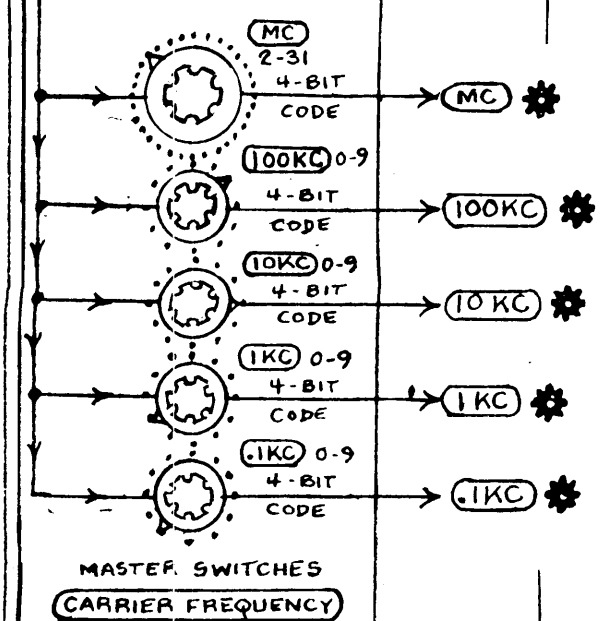 MC
2-31
4-BIT
CODE
MC
100KC 0-9
4-BIT
CODE
100KC
10KC 0-9
4-BIT
CODE
10 KC
1KC 0-9
4-BIT
CODE
1 KC
.1KC 0-9
4-BIT
CODE
.1KC
MASTER SWITCHES
CARRIER FREQUENCY